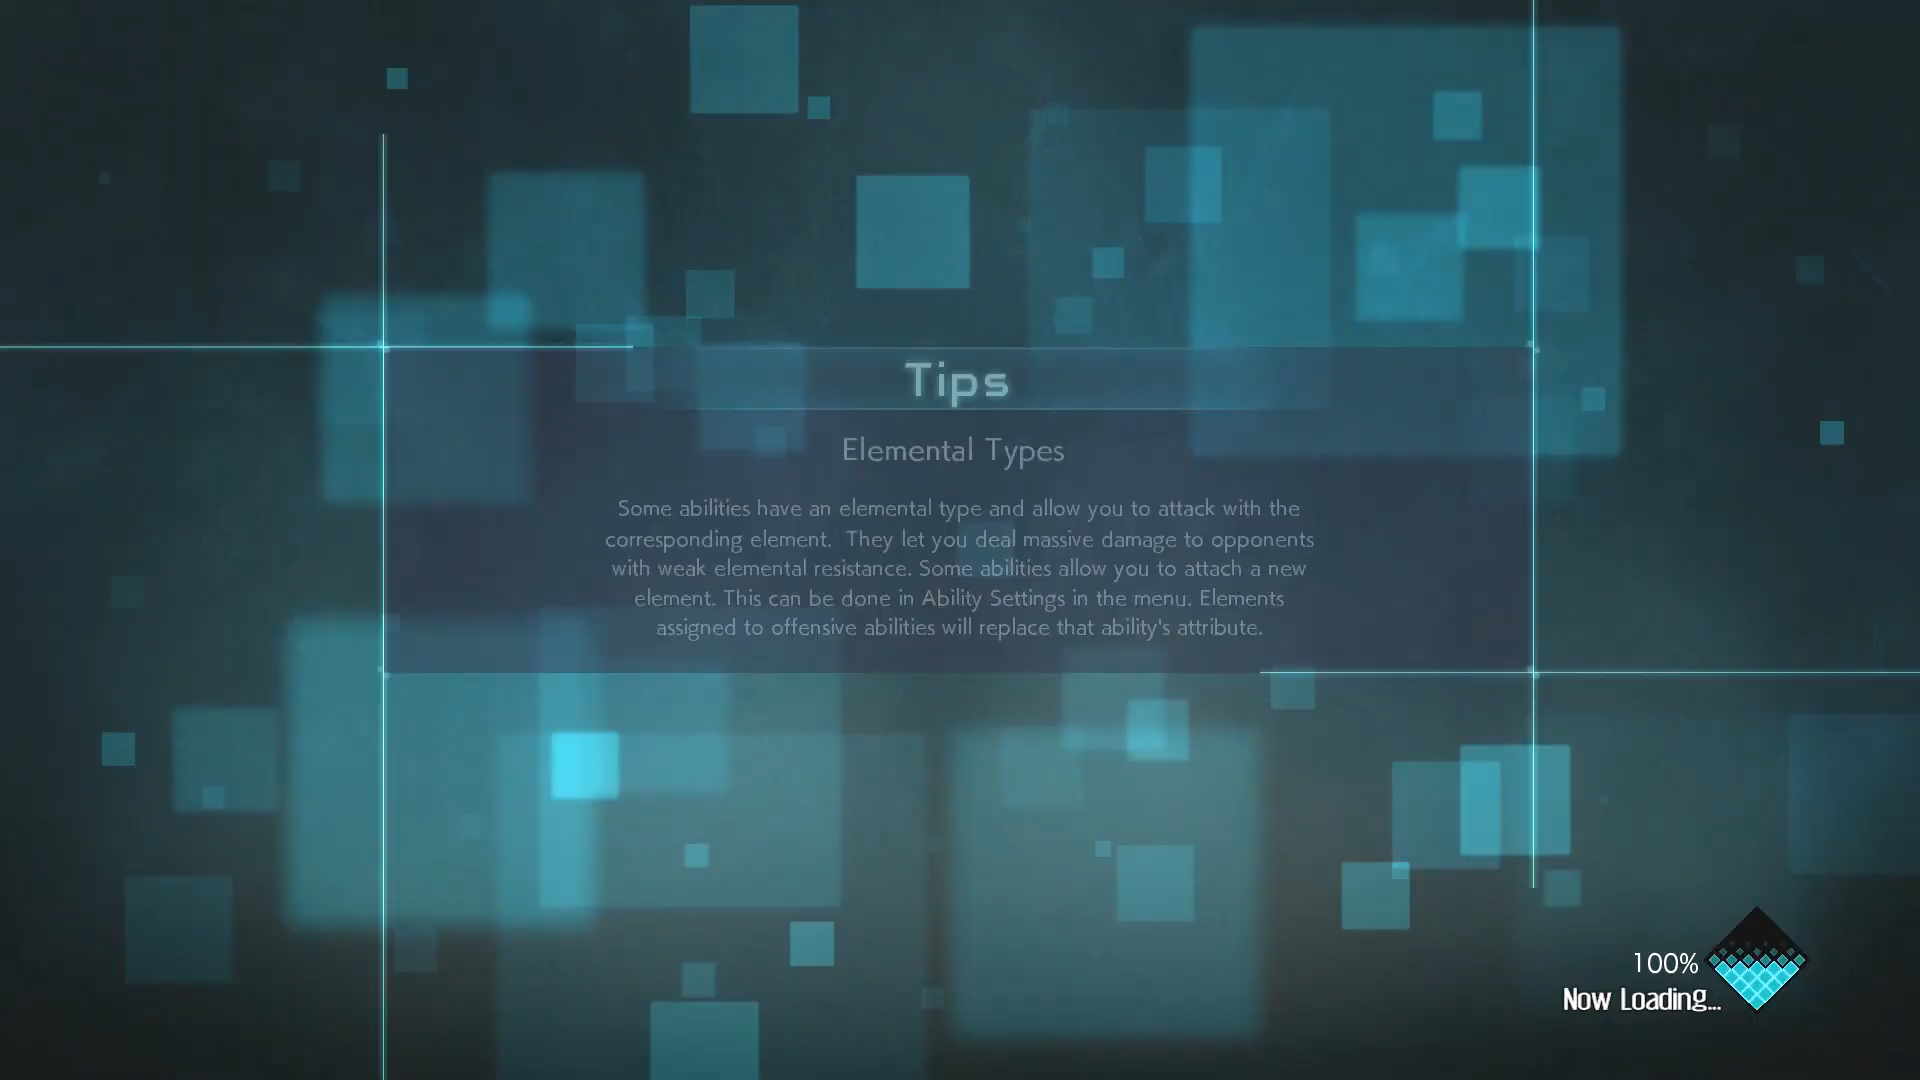 Tips
Elemental Types
Some abilities have an elemental type and allow you to attack with the
corresponding element.  They let you deal massive damage to opponents
with weak elemental resistance. Some abilities allow you to attach a new
element. This can be done in Ability Settings in the menu. Elements
assigned to offensive abilities will replace that ability's attribute.
100%
Now Loading...